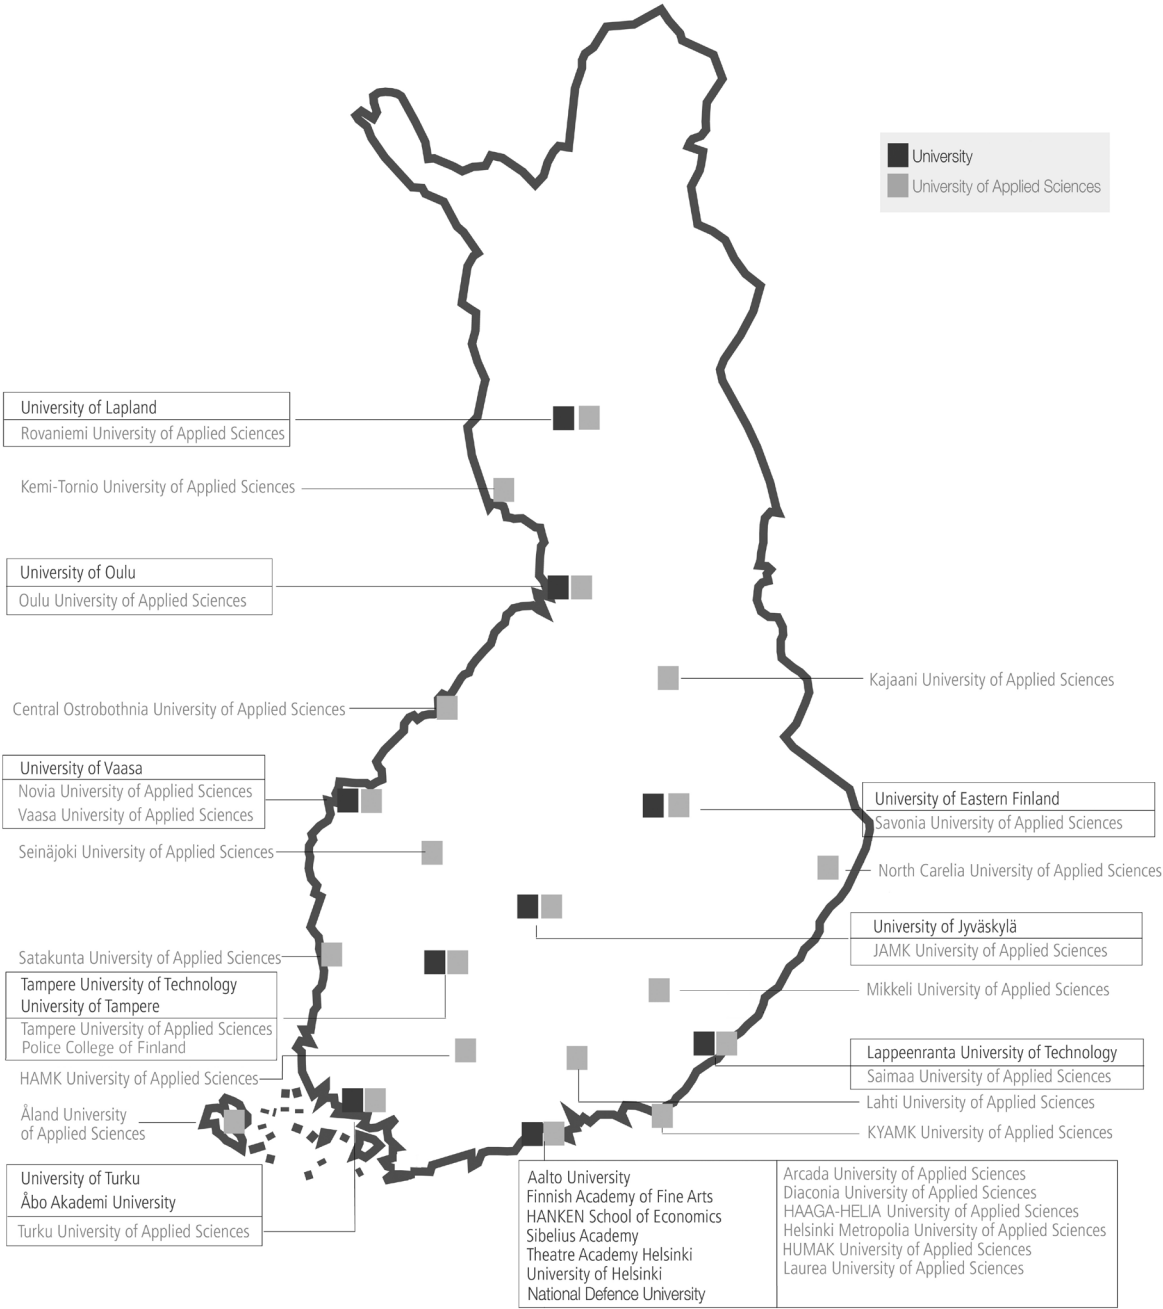 University
University of Applied Sciences
University of Lapland
Rovaniemi University of Applied Sciences
Kemi-Tornio University of Applied Sciences
University of Oulu
Oulu University of Applied Sciences
Central Ostrobothnia University of Applied Sciences
University of Vaasa
Novia University of Applied Sciences
Vaasa University of Applied Sciences
Seinäjoki University of Applied Sciences
Satakunta University of Applied Sciences
Tampere University of Technology
University of Tampere
Tampere University of Applied Sciences
Police College of Finland
HAMK University of Applied Sciences
Åland University
of Applied Sciences
University of Turku
Åbo Akademi University
Turku University of Applied Sciences
Kajaani University of Applied Sciences
University of Eastern Finland
Savonia University of Applied Sciences
North Carelia University of Applied Sciences
University of Jyväskylä
JAMK University of Applied Sciences
Mikkeli University of Applied Sciences
Lappeenranta University of Technology
Saimaa University of Applied Sciences
Lahti University of Applied Sciences
KYAMK University of Applied Sciences
Aalto University
Finnish Academy of Fine Arts
HANKEN School of Economics
Sibelius Academy
Theatre Academy Helsinki
University of Helsinki
National Defence University
Arcada University of Applied Sciences
Diaconia University of Applied Sciences
HAAGA-HELIA University of Applied Sciences
Helsinki Metropolia University of Applied Sciences
HUMAK University of Applied Sciences
Laurea University of Applied Sciences